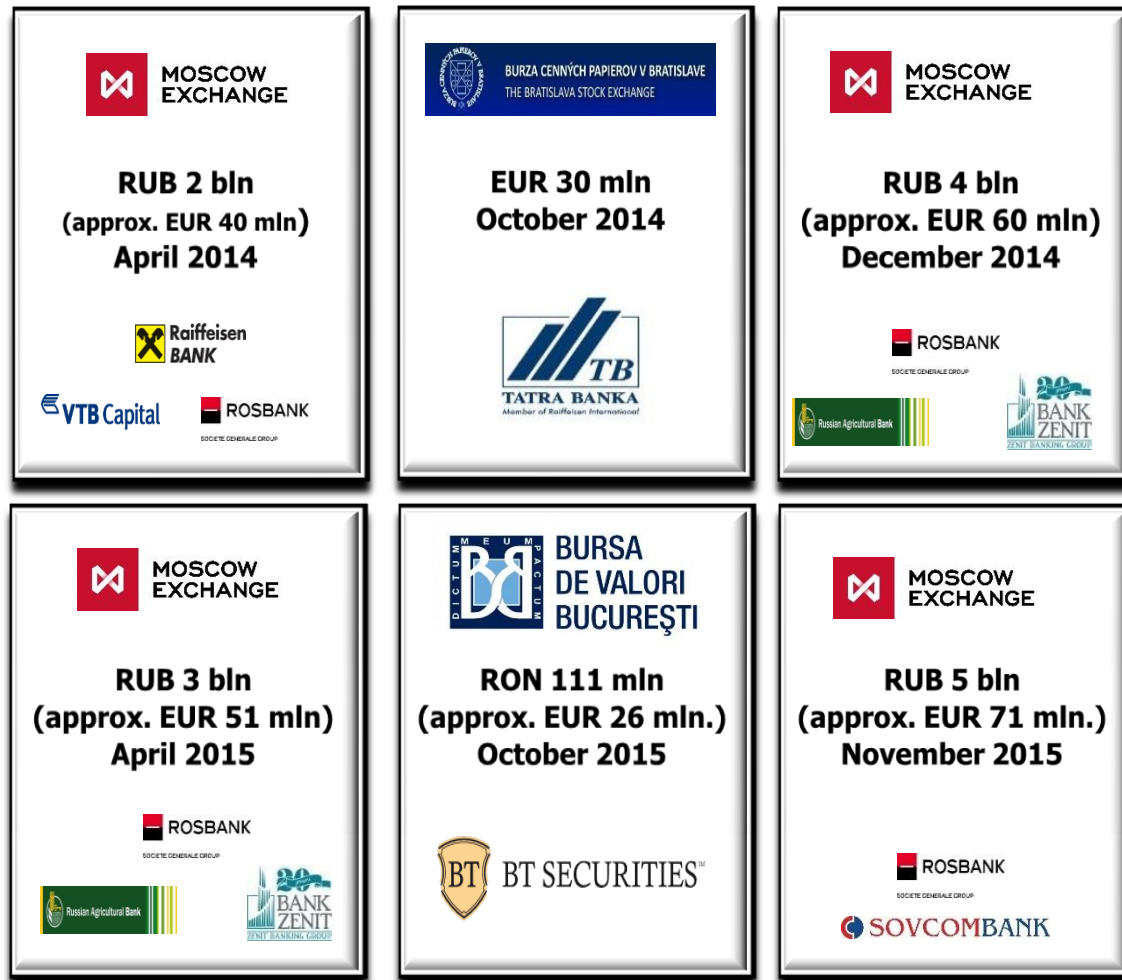 MOSCOW
EXCHANGE
RUB 2 bln
(approx. EUR 40 mln)
April 2014
Raiffeisen
BANK
VTB Capital
ROSBANK
SOCIETE GENERALE GROUP
BURZA CENNÝCH PAPIEROV V BRATISLAVE
THE BRATISLAVA STOCK EXCHANGE
EUR 30 mln
October 2014
TB
TATRA BANKA
Member of Raiffeisen International
MOSCOW
EXCHANGE
RUB 4 bln
(approx. EUR 60 mln)
December 2014
ROSBANK
SOCIETE GENERALE GROUP
Russian Agricultural Bank
20
BANK
ZENIT
ZENIT BANKING GROUP
MOSCOW
EXCHANGE
RUB 3 bln
(approx. EUR 51 mln)
April 2015
ROSBANK
SOCIETE GENERALE GROUP
Russian Agricultural Bank
20
BANK
ZENIT
ZENIT BANKING GROUP
DICTUM MEUM PACTUM
BURSA
DE VALORI
BUCUREŞTI
RON 111 mln
(approx. EUR 26 mln.)
October 2015
BT
BT SECURITIES™
MOSCOW
EXCHANGE
RUB 5 bln
(approx. EUR 71 mln.)
November 2015
ROSBANK
SOCIETE GENERALE GROUP
SOVCOMBANK